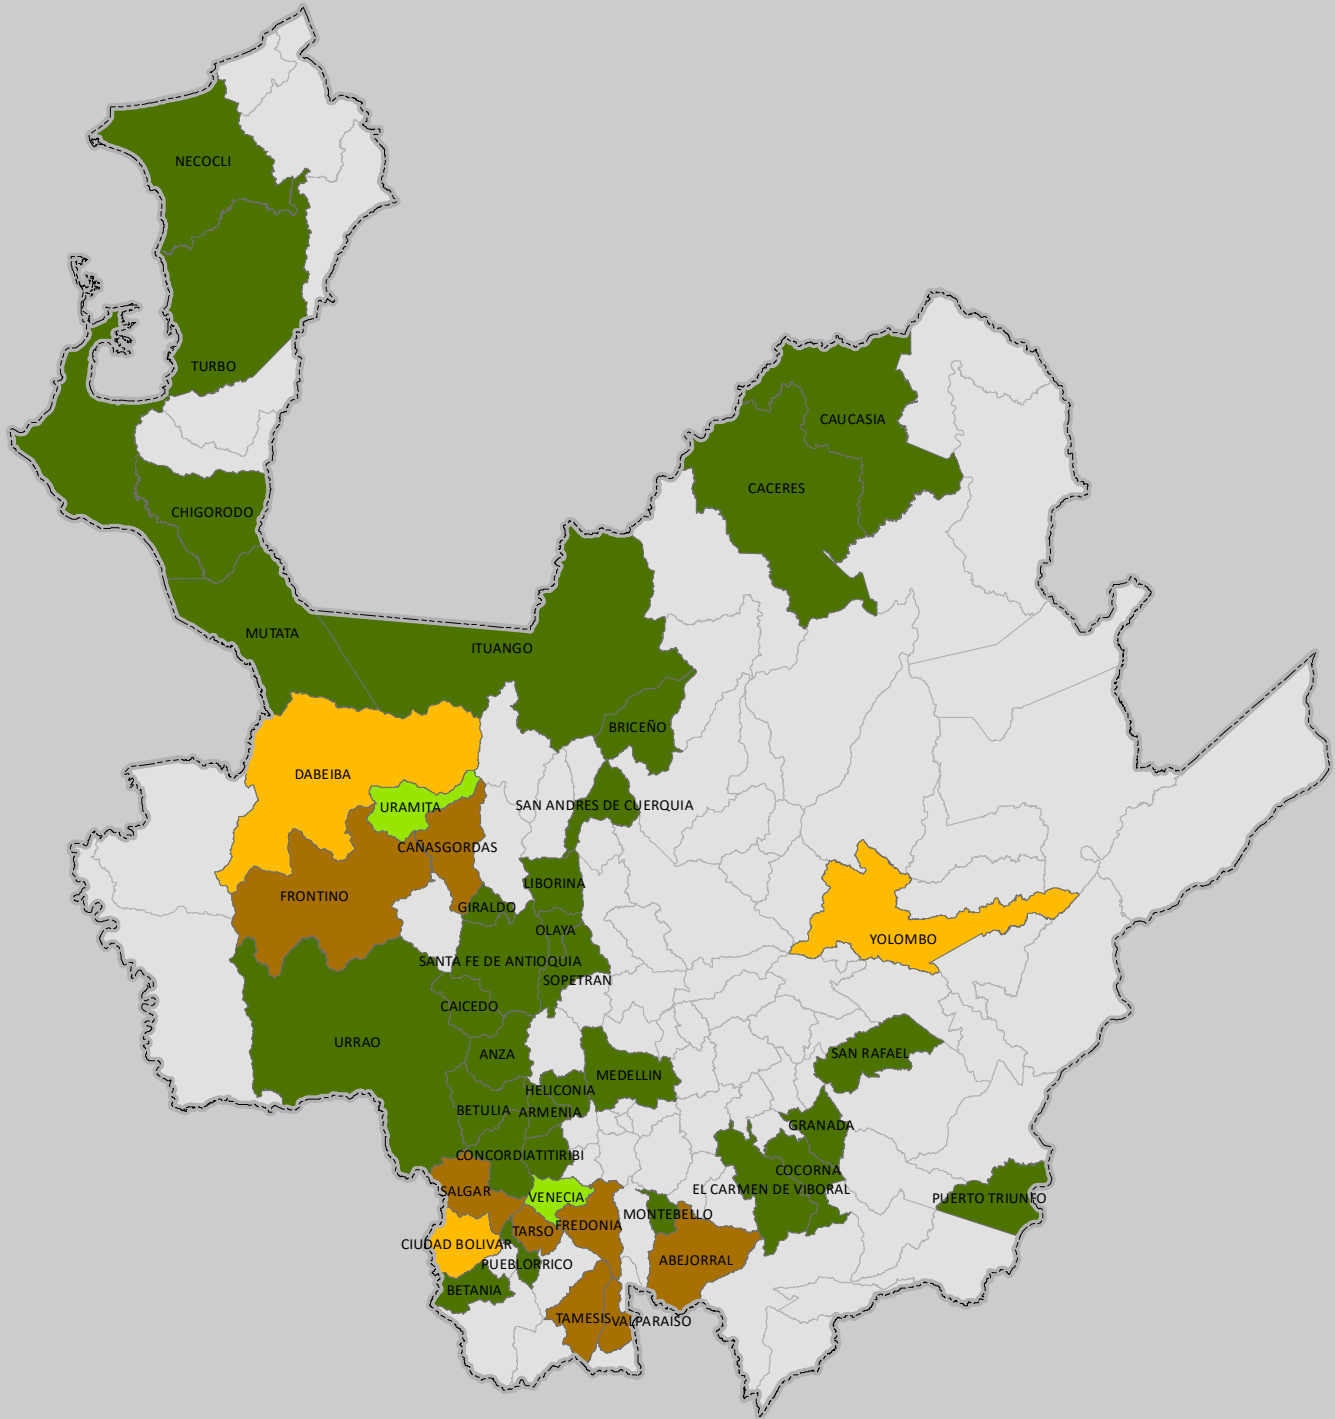 NECOCLI
TURBO
CAUCASIA
CACERES
CHIGORODO
MUTATA
ITUANGO
BRICEÑO
DABEIBA
URAMITA
SAN ANDRES DE CUERQUIA
CAÑASGORDAS
LIBORINA
FRONTINO
GIRALDO
OLAYA
YOLOMBO
SANTA FE DE ANTIOQUIA
SOPETRAN
CAICEDO
URRAO
ANZA
SAN RAFAEL
MEDELLIN
HELICONIA
BETULIA
ARMENIA
GRANADA
CONCORDIA
TITIRIBI
COCORNA
SALGAR
EL CARMEN DE VIBORAL
VENECIA
PUERTO TRIUNFO
MONTEBELLO
FREDONIA
TARSO
CIUDAD BOLIVAR
ABEJORRAL
PUEBLORRICO
BETANIA
TAMESIS
VALPARAISO